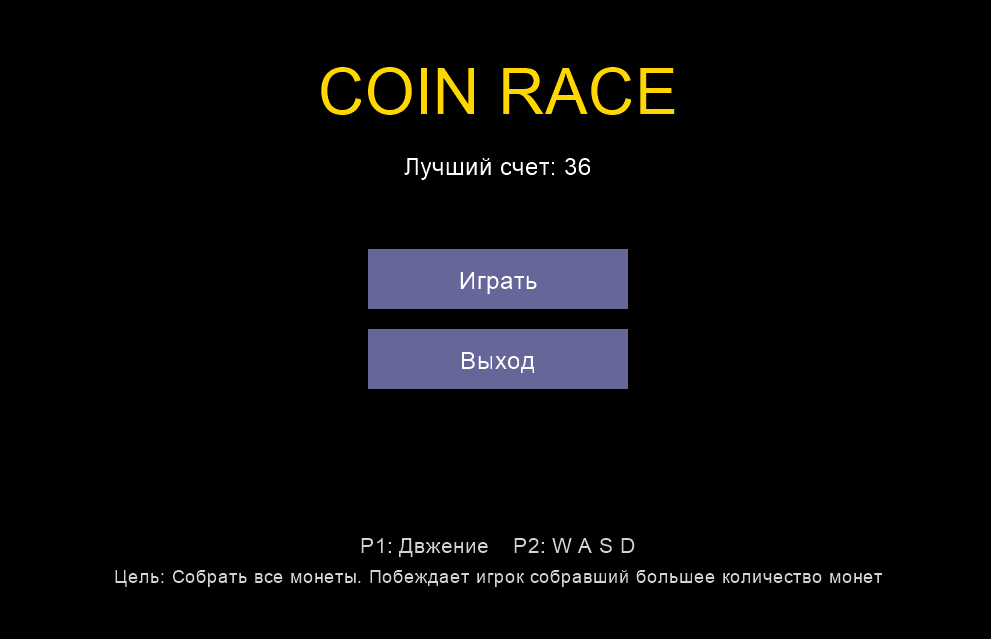 COIN RACE
Лучший счет: 36
Играть
Выход
P1: Двжение P2: W A S D
Цель: Собрать все монеты. Побеждает игрок собравший большее количество монет